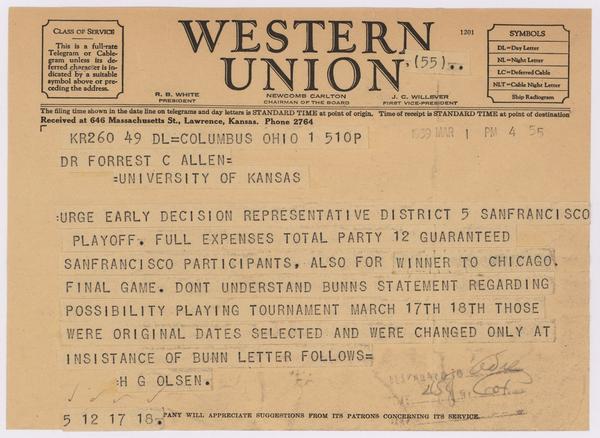 CLASS OF SERVICE
This is a full-rate
Telegram or Cable-
gram unless its de-
ferred character is in-
dicated by a suitable
symbol above or pre-
ceding the address.
WESTERN
UNION
1201
(55)..
R. B. WHITE
PRESIDENT
NEWCOMB CARLTON
CHAIRMAN OF THE BOARD
J. C. WILLEVER
FIRST VICE-PRESIDENT
SYMBOLS
DL=Day Letter
NL=Night Letter
LC=Deferred Cable
NLT=Cable Night Letter
Ship Radiogram
The filing time shown in the date line on telegrams and day letters is STANDARD TIME at point of origin. Time of receipt is STANDARD TIME at point of destination
Received at 646 Massachusetts St., Lawrence, Kansas. Phone 2764
KR260 49 DL=COLUMBUS OHIO 1 510P
1939 MAR 1 PM 4 55
DR FORREST C ALLEN=
=UNIVERSITY OF KANSAS
:URGE EARLY DECISION REPRESENTATIVE DISTRICT 5 SANFRANCISCO
PLAYOFF. FULL EXPENSES TOTAL PARTY 12 GUARANTEED
SANFRANCISCO PARTICIPANTS, ALSO FOR WINNER TO CHICAGO.
FINAL GAME. DONT UNDERSTAND BUNNS STATEMENT REGARDING
POSSIBILITY PLAYING TOURNAMENT MARCH 17TH 18TH THOSE
WERE ORIGINAL DATES SELECTED AND WERE CHANGED ONLY AT
INSISTANCE OF BUNN LETTER FOLLOWS=
:H G OLSEN.
5 12 17 18.
PANY WILL APPRECIATE SUGGESTIONS FROM ITS PATRONS CONCERNING ITS SERVICE